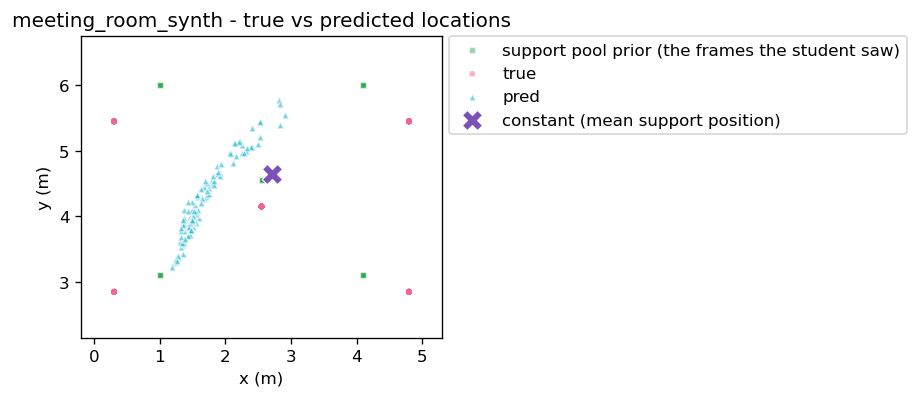 meeting_room_synth - true vs predicted locations
support pool prior (the frames the student saw)
true
pred
constant (mean support position)
y (m)
6
5
4
3
0 1 2 3 4 5
x (m)